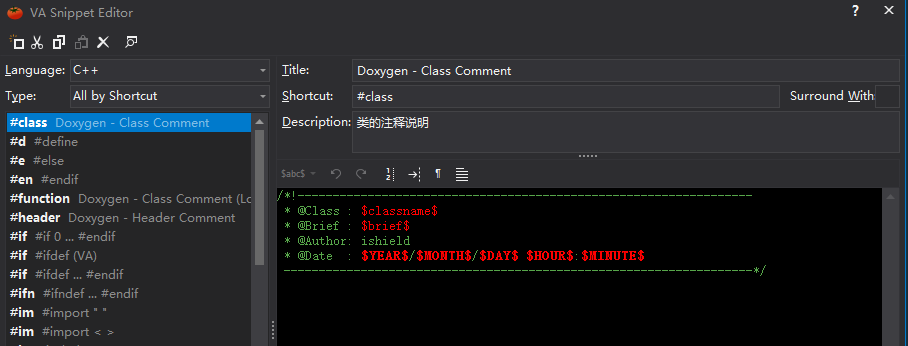 VA Snippet Editor
?
Language: C++
Type: All by Shortcut
#class Doxygen - Class Comment
#d #define
#e #else
#en #endif
#function Doxygen - Class Comment (Lo
#header Doxygen - Header Comment
#if #if 0 ... #endif
#if #ifdef (VA)
#if #ifdef ... #endif
#ifn #ifndef ... #endif
#im #import " "
#im #import < >
Title: Doxygen - Class Comment
Shortcut: #class Surround With:
Description: 类的注释说明
$abc$
/*!-----------------------------------------------------------------
* @Class : $classname$
* @Brief : $brief$
* @Author: ishield
* @Date : $YEAR$/$MONTH$/$DAY$ $HOUR$:$MINUTE$
-------------------------------------------------------------------*/